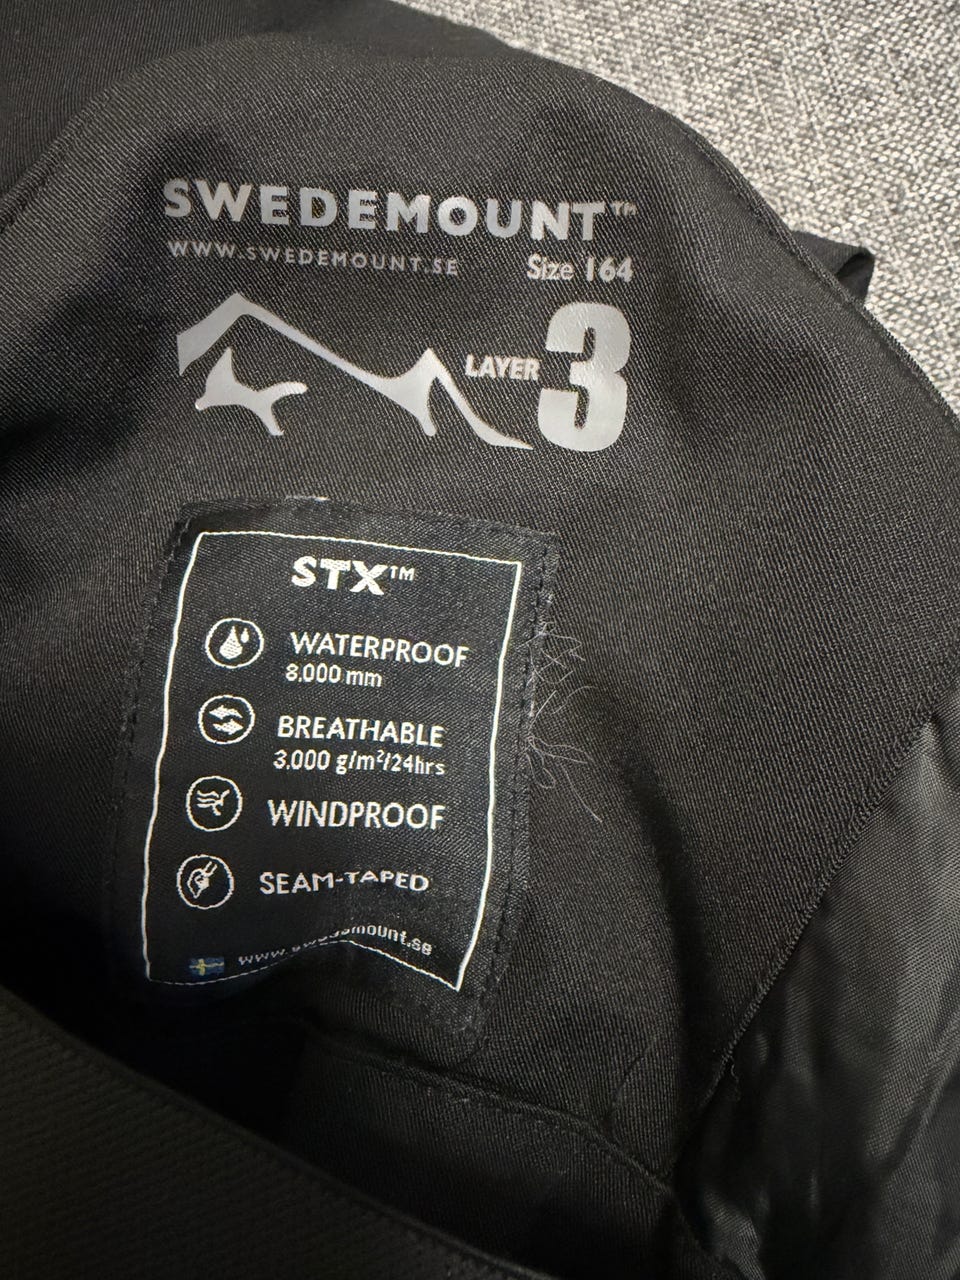 SWEDEMOUNT™
WWW.SWEDEMOUNT.SE Size 164
LAYER 3
STX™
WATERPROOF
8.000 mm
BREATHABLE
3.000 g/m²/24hrs
WINDPROOF
SEAM-TAPED
www.swedemount.se